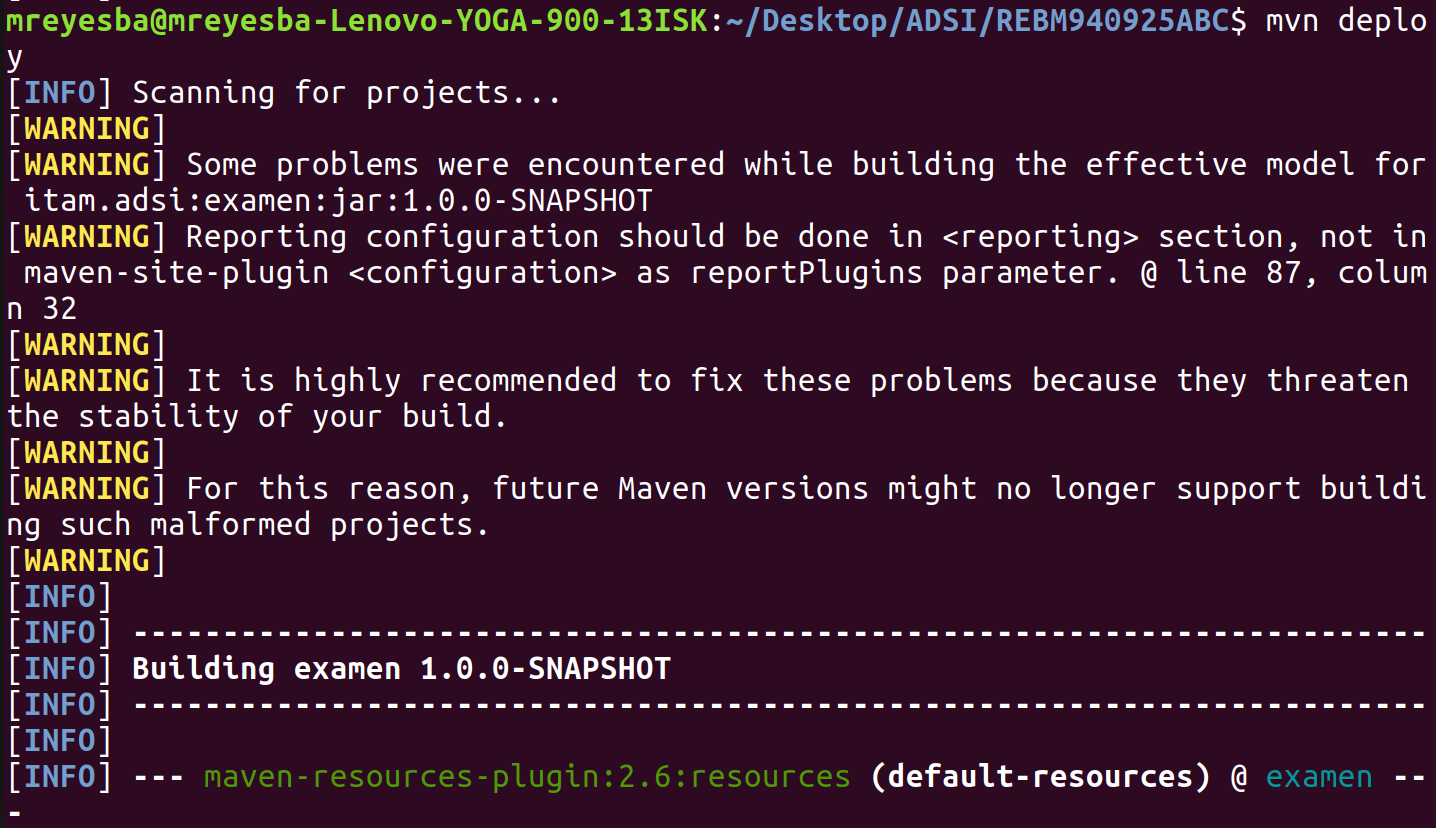 mreyesba@mreyesba-Lenovo-YOGA-900-13ISK:~/Desktop/ADSI/REBM940925ABC$ mvn deplo
y
[INFO] Scanning for projects...
[WARNING]
[WARNING] Some problems were encountered while building the effective model for
 itam.adsi:examen:jar:1.0.0-SNAPSHOT
[WARNING] Reporting configuration should be done in <reporting> section, not in
 maven-site-plugin <configuration> as reportPlugins parameter. @ line 87, colum
n 32
[WARNING]
[WARNING] It is highly recommended to fix these problems because they threaten
the stability of your build.
[WARNING]
[WARNING] For this reason, future Maven versions might no longer support buildi
ng such malformed projects.
[WARNING]
[INFO]
[INFO] ------------------------------------------------------------------------
[INFO] Building examen 1.0.0-SNAPSHOT
[INFO] ------------------------------------------------------------------------
[INFO]
[INFO] --- maven-resources-plugin:2.6:resources (default-resources) @ examen --
-